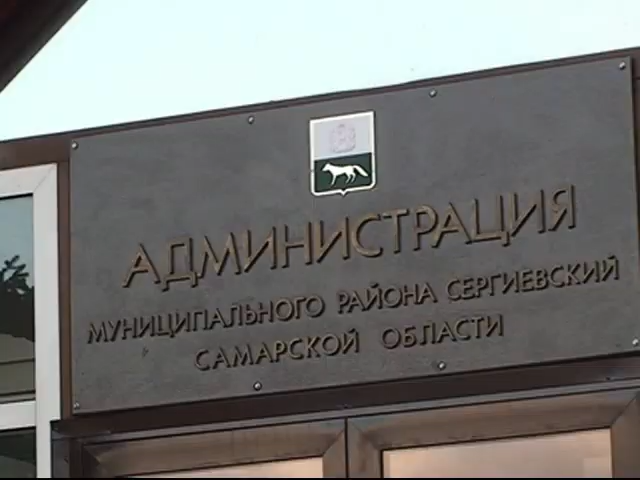 АДМИНИСТРАЦИЯ
МУНИЦИПАЛЬНОГО РАЙОНА СЕРГИЕВСКИЙ
САМАРСКОЙ ОБЛАСТИ